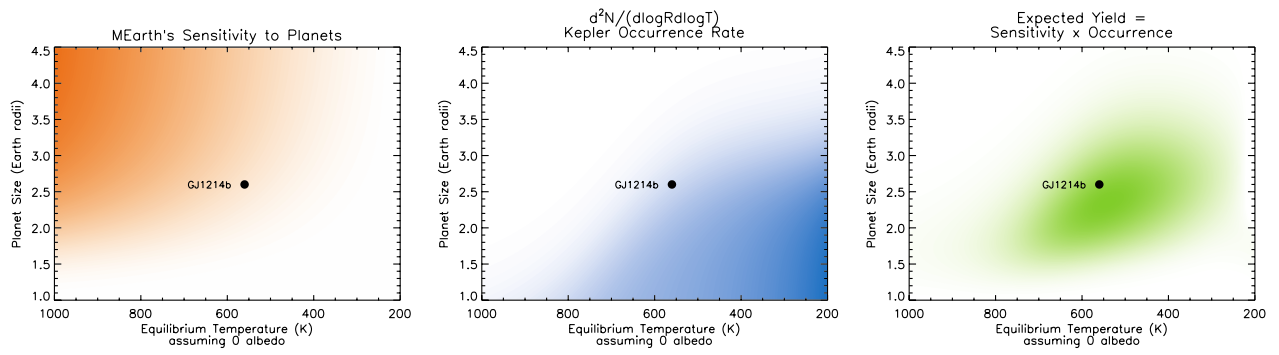 MEarth's Sensitivity to Planets
4.5
4.0
3.5
3.0
2.5
2.0
1.5
1.0
Planet Size (Earth radii)
GJ1214b
1000
800
600
400
200
Equilibrium Temperature (K)
assuming 0 albedo
d²N/(dlogRdlogT)
Kepler Occurrence Rate
4.5
4.0
3.5
3.0
2.5
2.0
1.5
1.0
Planet Size (Earth radii)
GJ1214b
1000
800
600
400
200
Equilibrium Temperature (K)
assuming 0 albedo
Expected Yield =
Sensitivity x Occurrence
4.5
4.0
3.5
3.0
2.5
2.0
1.5
1.0
Planet Size (Earth radii)
GJ1214b
1000
800
600
400
200
Equilibrium Temperature (K)
assuming 0 albedo